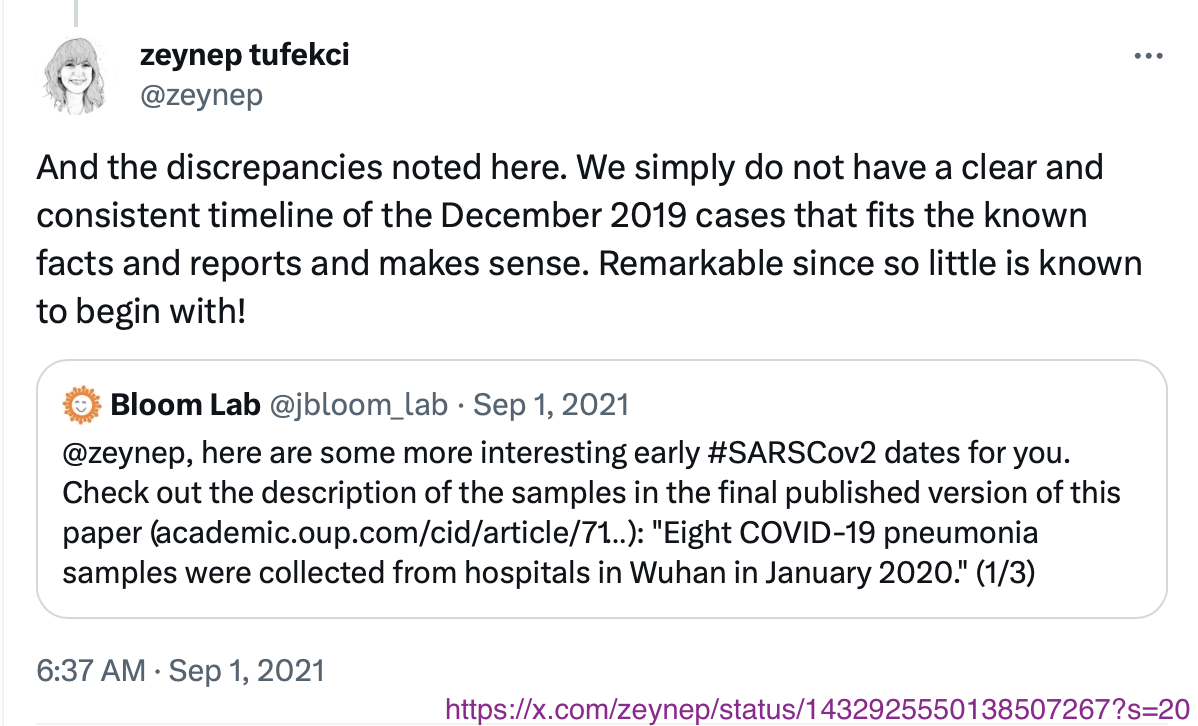 zeynep tufekci
@zeynep
And the discrepancies noted here. We simply do not have a clear and
consistent timeline of the December 2019 cases that fits the known
facts and reports and makes sense. Remarkable since so little is known
to begin with!
Bloom Lab @jbloom_lab · Sep 1, 2021
@zeynep, here are some more interesting early #SARSCov2 dates for you.
Check out the description of the samples in the final published version of this
paper (academic.oup.com/cid/article/71...): "Eight COVID-19 pneumonia
samples were collected from hospitals in Wuhan in January 2020." (1/3)
6:37 AM · Sep 1, 2021
https://x.com/zeynep/status/1432925550138507267?s=20